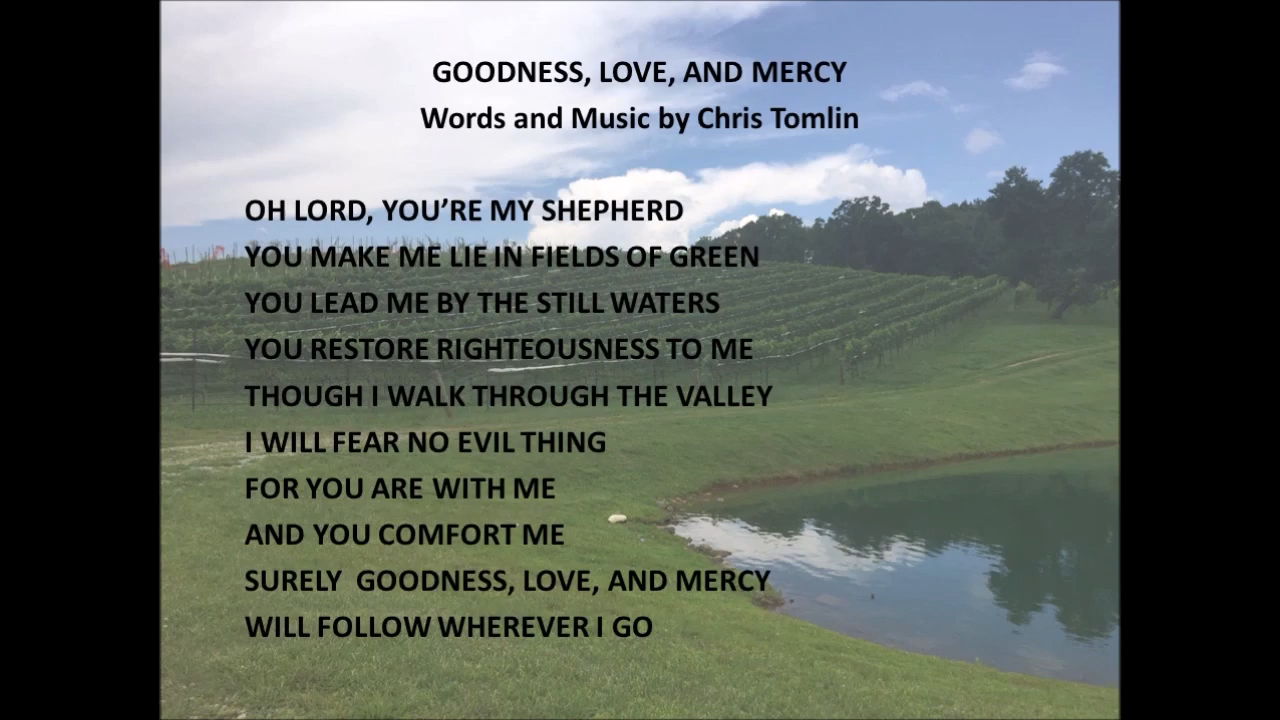 GOODNESS, LOVE, AND MERCY
Words and Music by Chris Tomlin
OH LORD, YOU’RE MY SHEPHERD
YOU MAKE ME LIE IN FIELDS OF GREEN
YOU LEAD ME BY THE STILL WATERS
YOU RESTORE RIGHTEOUSNESS TO ME
THOUGH I WALK THROUGH THE VALLEY
I WILL FEAR NO EVIL THING
FOR YOU ARE WITH ME
AND YOU COMFORT ME
SURELY  GOODNESS, LOVE, AND MERCY
WILL FOLLOW WHEREVER I GO